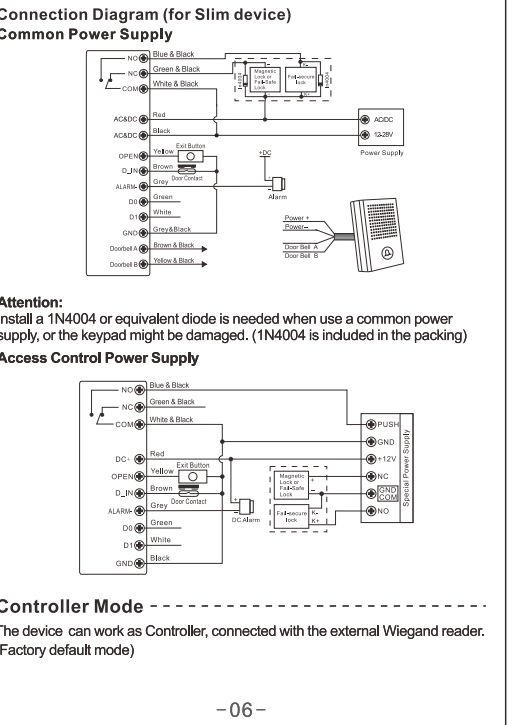 Connection Diagram (for Slim device)
Common Power Supply
NO Blue & Black
NC Green & Black
COM White & Black
AC&DC Red
AC&DC Black
OPEN Yellow Exit Button
D_IN Brown
Door Contact
ALARM- Grey
D0 Green
D1 White
GND Grey&Black
Doorbell A Brown & Black
Doorbell B Yellow & Black
1N4004
Magnetic
Lock or
Fail-Safe
Lock
+
-
Fail-secure
lock
K-
K+
1N4004
AC/DC
12-28V
Power Supply
+DC
+
-
Alarm
Power +
Power-
Door Bell A
Door Bell B
Attention:
Install a 1N4004 or equivalent diode is needed when use a common power
supply, or the keypad might be damaged. (1N4004 is included in the packing)
Access Control Power Supply
NO Blue & Black
NC Green & Black
COM White & Black
DC+ Red
OPEN Yellow Exit Button
D_IN Brown
Door Contact
ALARM- Grey
D0 Green
D1 White
GND Black
+
-
DC Alarm
Magnetic
Lock or
Fail-Safe
Lock
+
-
Fail-secure
lock
K-
K+
PUSH
GND
+12V
NC
GND
COM
NO
Special Power Supply
Controller Mode
The device can work as Controller, connected with the external Wiegand reader.
(Factory default mode)
-06-